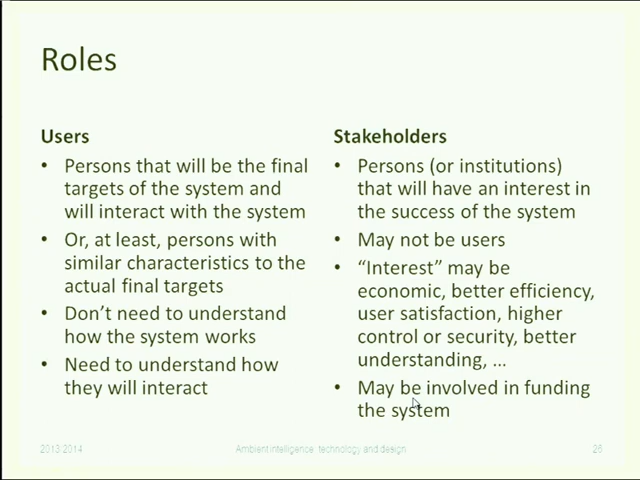 Roles
Users
• Persons that will be the final
targets of the system and
will interact with the system
• Or, at least, persons with
similar characteristics to the
actual final targets
• Don't need to understand
how the system works
• Need to understand how
they will interact
Stakeholders
• Persons (or institutions)
that will have an interest in
the success of the system
• May not be users
• “Interest” may be
economic, better efficiency,
user satisfaction, higher
control or security, better
understanding, ...
• May be involved in funding
the system
2013-2014
Ambient intelligence: technology and design
26